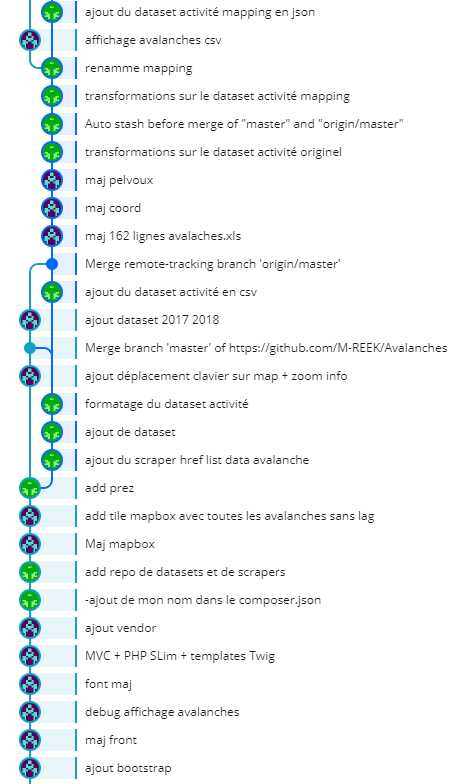 ajout du dataset activité mapping en json
affichage avalanches csv
renamme mapping
transformations sur le dataset activité mapping
Auto stash before merge of "master" and "origin/master"
transformations sur le dataset activité originel
maj pelvoux
maj coord
maj 162 lignes avalaches.xls
Merge remote-tracking branch 'origin/master'
ajout du dataset activité en csv
ajout dataset 2017 2018
Merge branch 'master' of https://github.com/M-REEK/Avalanches
ajout déplacement clavier sur map + zoom info
formatage du dataset activité
ajout de dataset
ajout du scraper href list data avalanche
add prez
add tile mapbox avec toutes les avalanches sans lag
Maj mapbox
add repo de datasets et de scrapers
-ajout de mon nom dans le composer.json
ajout vendor
MVC + PHP SLim + templates Twig
font maj
debug affichage avalanches
maj front
ajout bootstrap